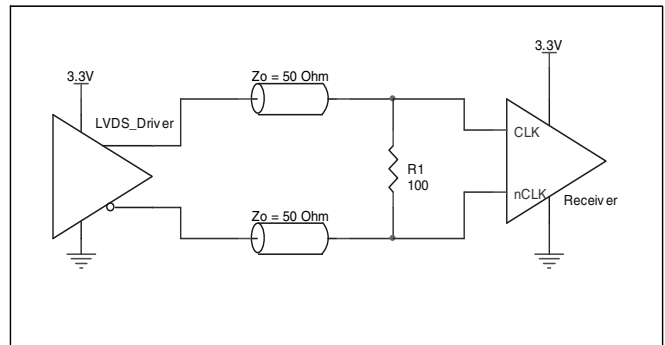 3.3V
LVDS_Driver
Zo = 50 Ohm
Zo = 50 Ohm
R1
100
3.3V
CLK
nCLK
Receiver